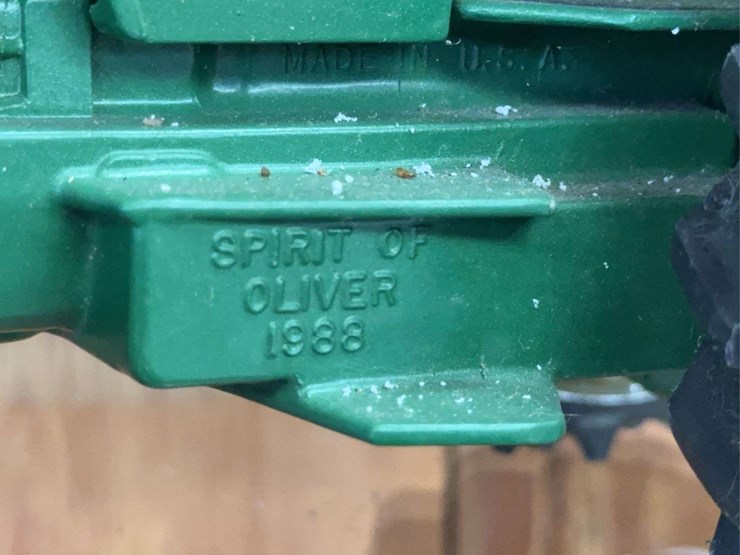 MADE IN U.S.A.
SPIRIT OF
OLIVER
1988